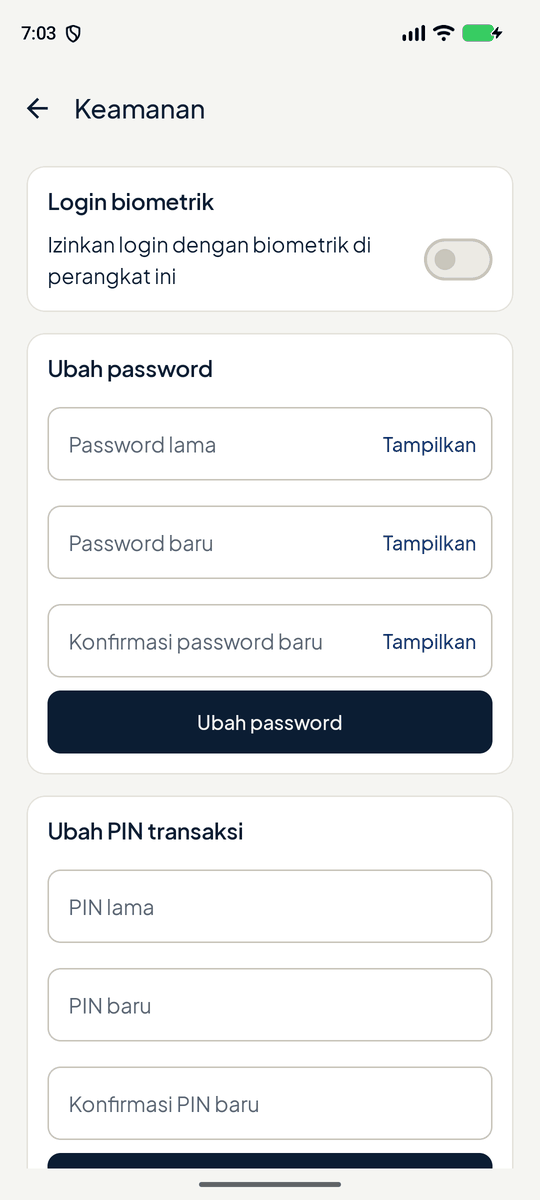 7:03
Keamanan
Login biometrik
Izinkan login dengan biometrik di
perangkat ini
Ubah password
Password lama
Tampilkan
Password baru
Tampilkan
Konfirmasi password baru
Tampilkan
Ubah password
Ubah PIN transaksi
PIN lama
PIN baru
Konfirmasi PIN baru